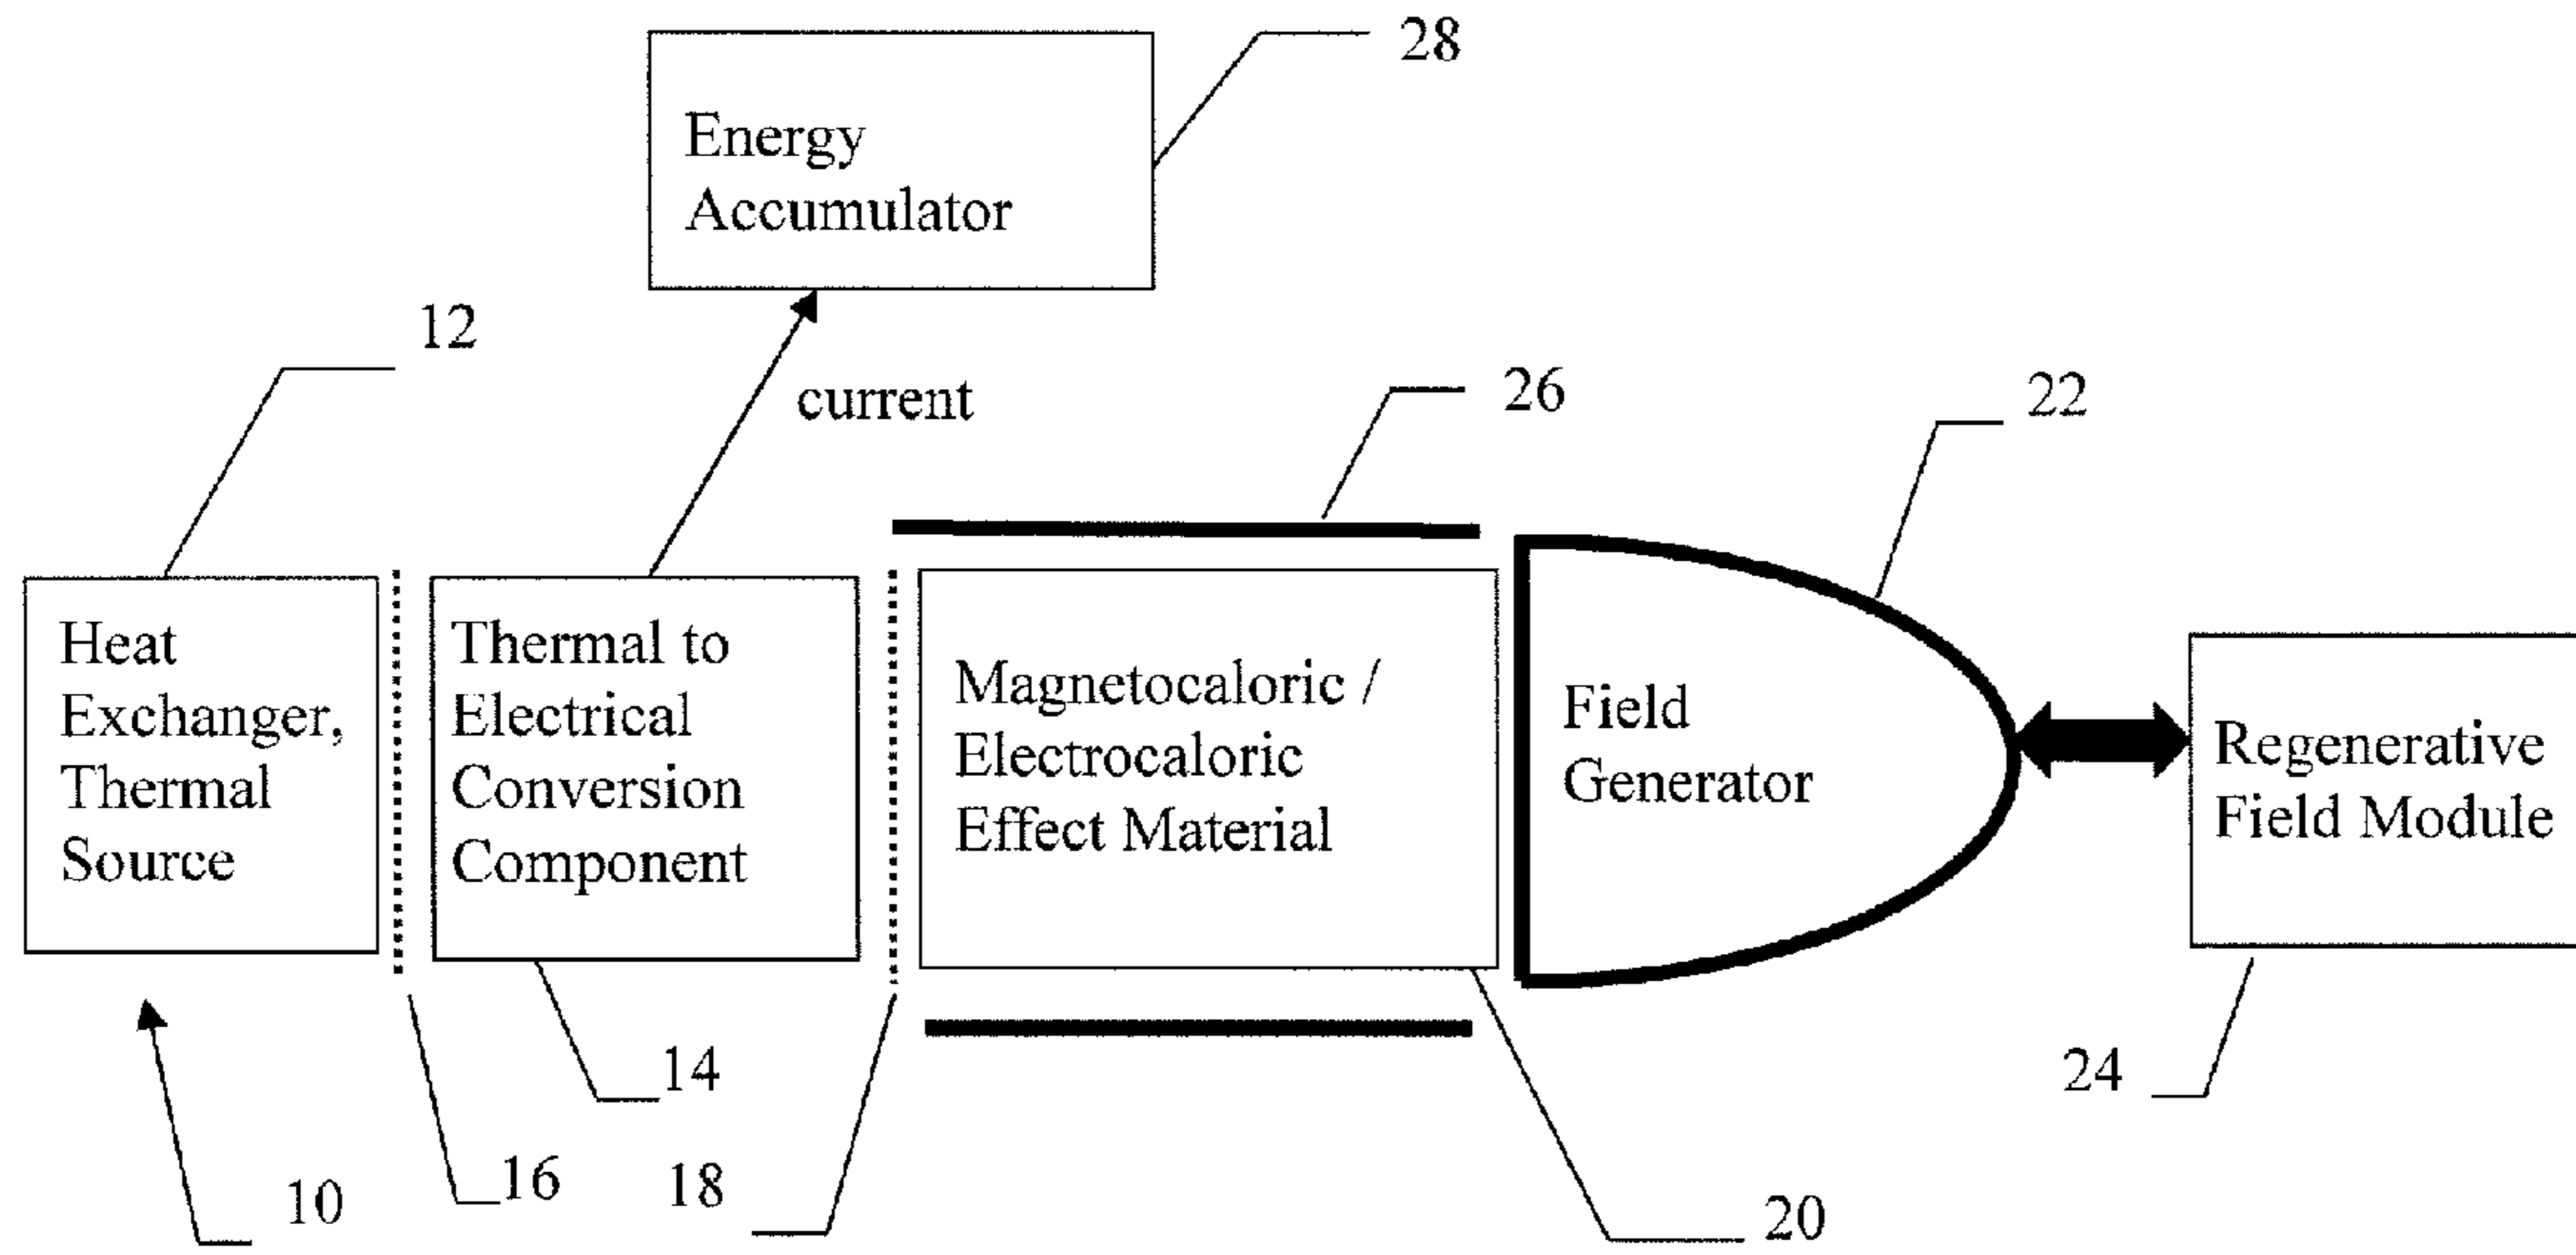 28
Energy
Accumulator
12
current
26
22
Heat
Exchanger,
Thermal
Source
Thermal to
Electrical
Conversion
Component
Magnetocaloric /
Electrocaloric
Effect Material
Field
Generator
Regenerative
Field Module
14
24
16
18
10
20